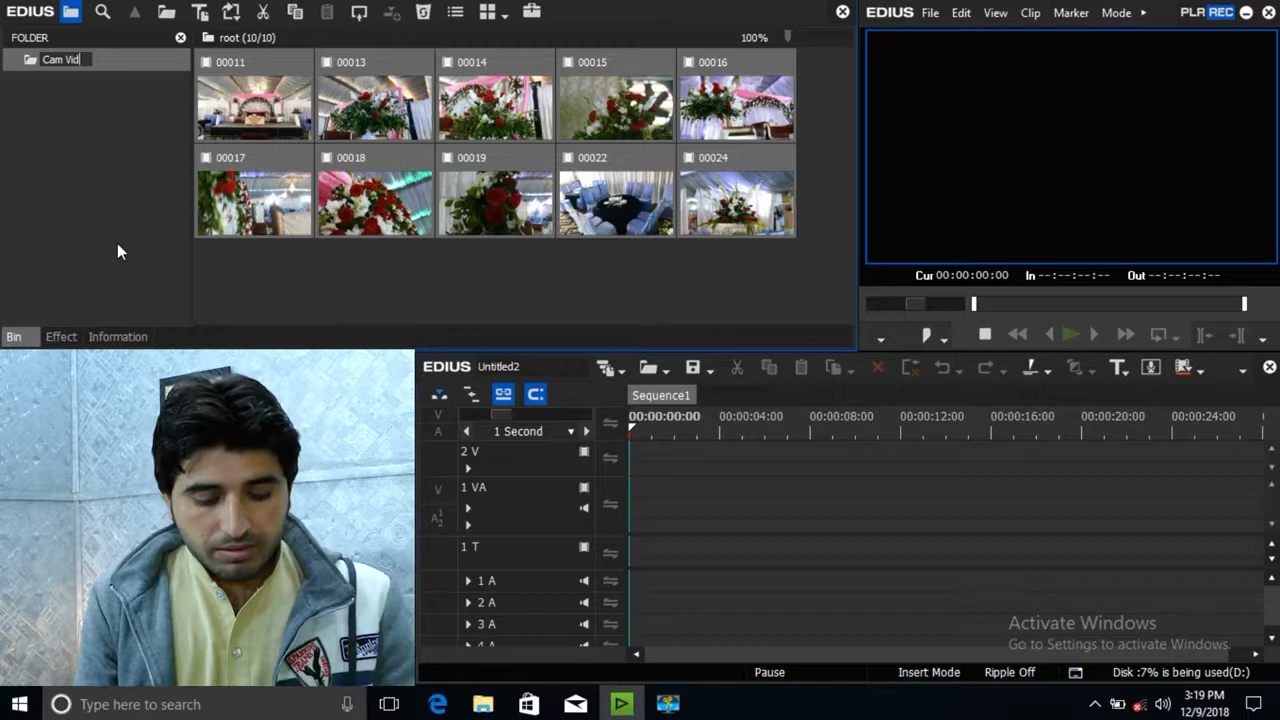 EDIUS
EDIUS File Edit View Clip Marker Mode PLR REC
FOLDER
root (10/10) 100%
Cam Vid
00011 00013 00014 00015 00016
00017 00018 00019 00022 00024
Cur 00:00:00:00 In --:--:--:-- Out --:--:--:--
Bin Effect Information
EDIUS Untitled2
Sequence1
V 00:00:00:00 00:00:04:00 00:00:08:00 00:00:12:00 00:00:16:00 00:00:20:00 00:00:24:00
A 1 Second
2 V
V 1 VA
A12
1 T
1 A
2 A
3 A
4 A
Activate Windows
Go to Settings to activate Windows.
Pause Insert Mode Ripple Off Disk :7% is being used(D:)
Type here to search
3:19 PM
12/9/2018